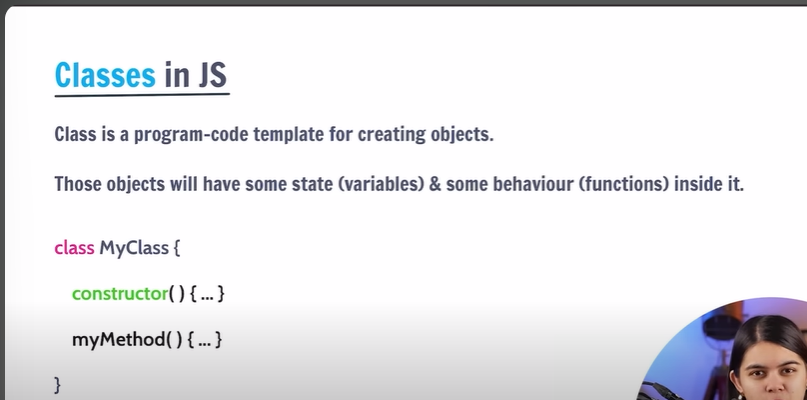 Classes in JS
Class is a program-code template for creating objects.
Those objects will have some state (variables) & some behaviour (functions) inside it.
class MyClass {
constructor( ) { ... }
myMethod( ) { ... }
}